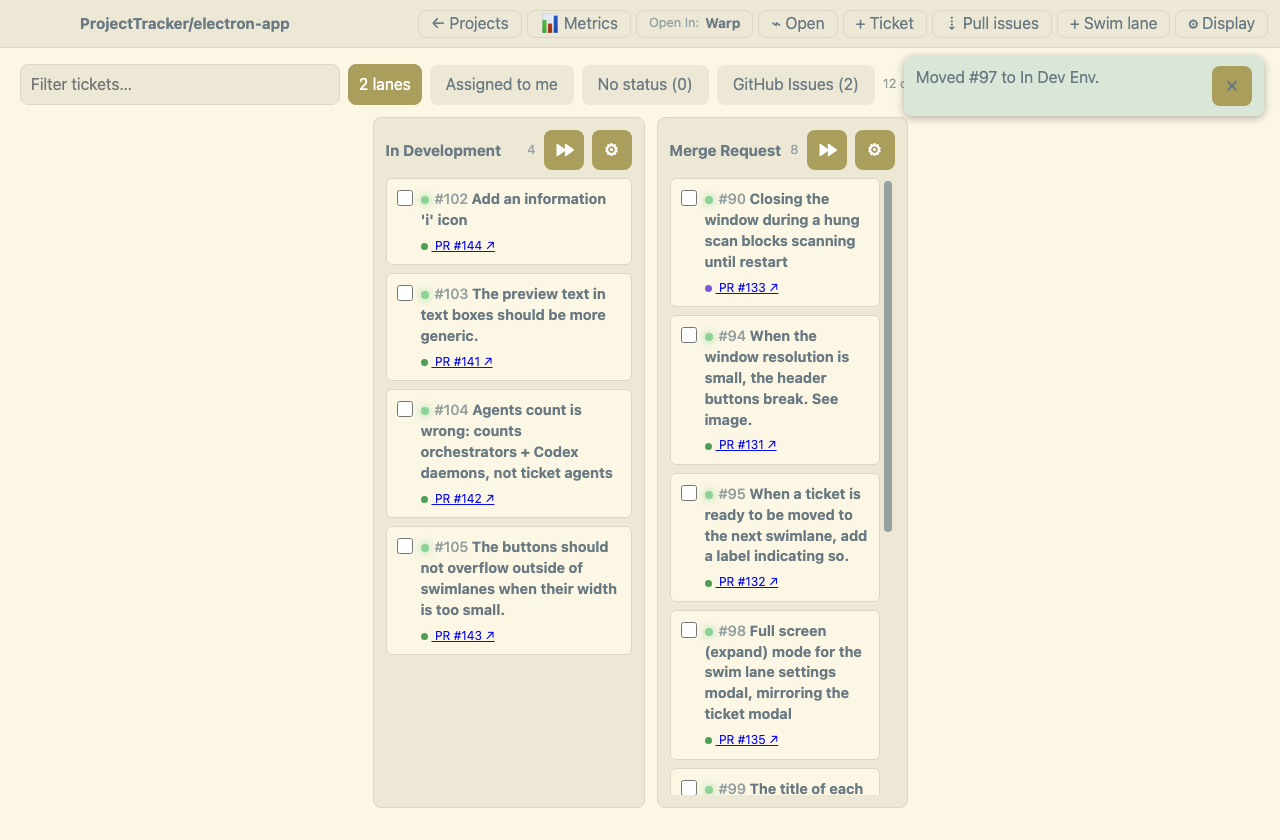 ProjectTracker/electron-app
← Projects
📊 Metrics
Open In: Warp
⌁ Open
+ Ticket
⇣ Pull issues
+ Swim lane
⚙ Display
Filter tickets...
2 lanes
Assigned to me
No status (0)
GitHub Issues (2)
12
Moved #97 to In Dev Env.
×
In Development 4
#102 Add an information
'i' icon
PR #144 ↗
#103 The preview text in
text boxes should be more
generic.
PR #141 ↗
#104 Agents count is
wrong: counts
orchestrators + Codex
daemons, not ticket agents
PR #142 ↗
#105 The buttons should
not overflow outside of
swimlanes when their width
is too small.
PR #143 ↗
Merge Request 8
#90 Closing the
window during a hung
scan blocks scanning
until restart
PR #133 ↗
#94 When the
window resolution is
small, the header
buttons break. See
image.
PR #131 ↗
#95 When a ticket is
ready to be moved to
the next swimlane, add
a label indicating so.
PR #132 ↗
#98 Full screen
(expand) mode for the
swim lane settings
modal, mirroring the
ticket modal
PR #135 ↗
#99 The title of each